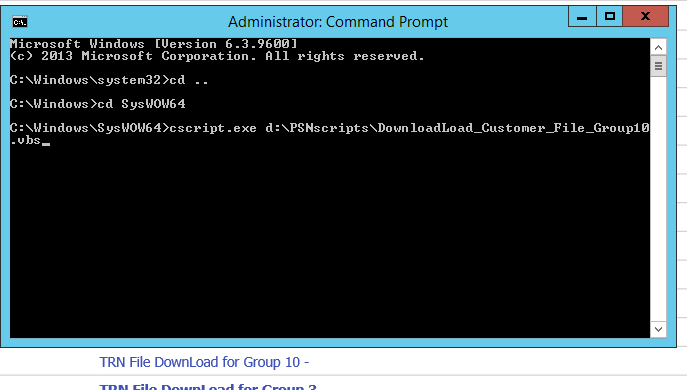 Administrator: Command Prompt
Microsoft Windows [Version 6.3.9600]
(c) 2013 Microsoft Corporation. All rights reserved.
C:\Windows\system32>cd ..
C:\Windows>cd SysWOW64
C:\Windows\SysWOW64>cscript.exe d:\PSNscripts\DownloadLoad_Customer_File_Group10
.vbs
TRN File DownLoad for Group 10 -
TRN File DownLoad for Group 3